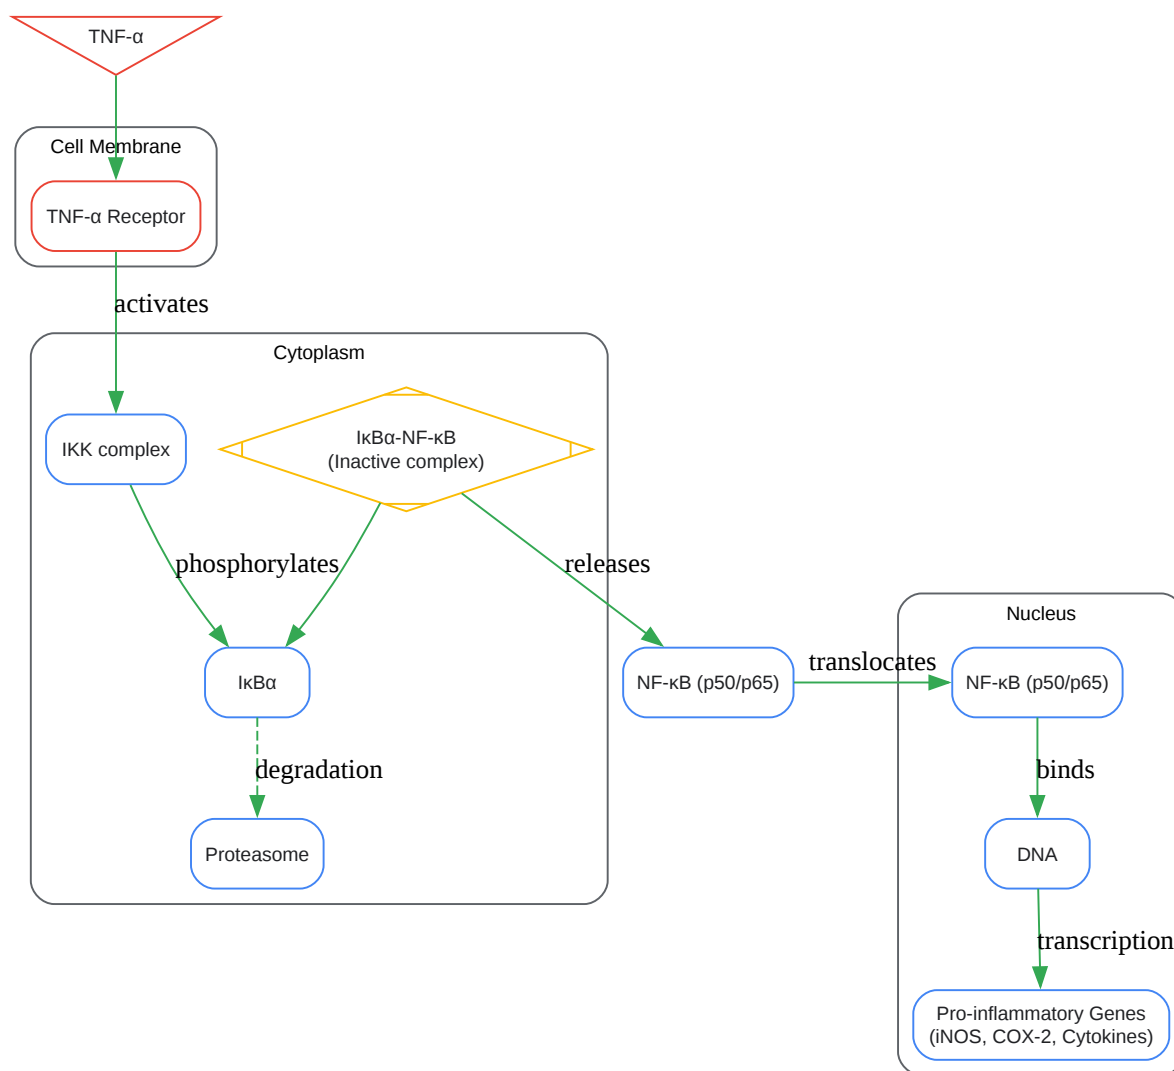 TNF-α
Cell Membrane
TNF-α Receptor
activates
Cytoplasm
IKK complex
IκBα-NF-κB
(Inactive complex)
phosphorylates
releases
IκBα
NF-κB (p50/p65)
translocates
Nucleus
NF-κB (p50/p65)
degradation
binds
Proteasome
DNA
transcription
Pro-inflammatory Genes
(iNOS, COX-2, Cytokines)